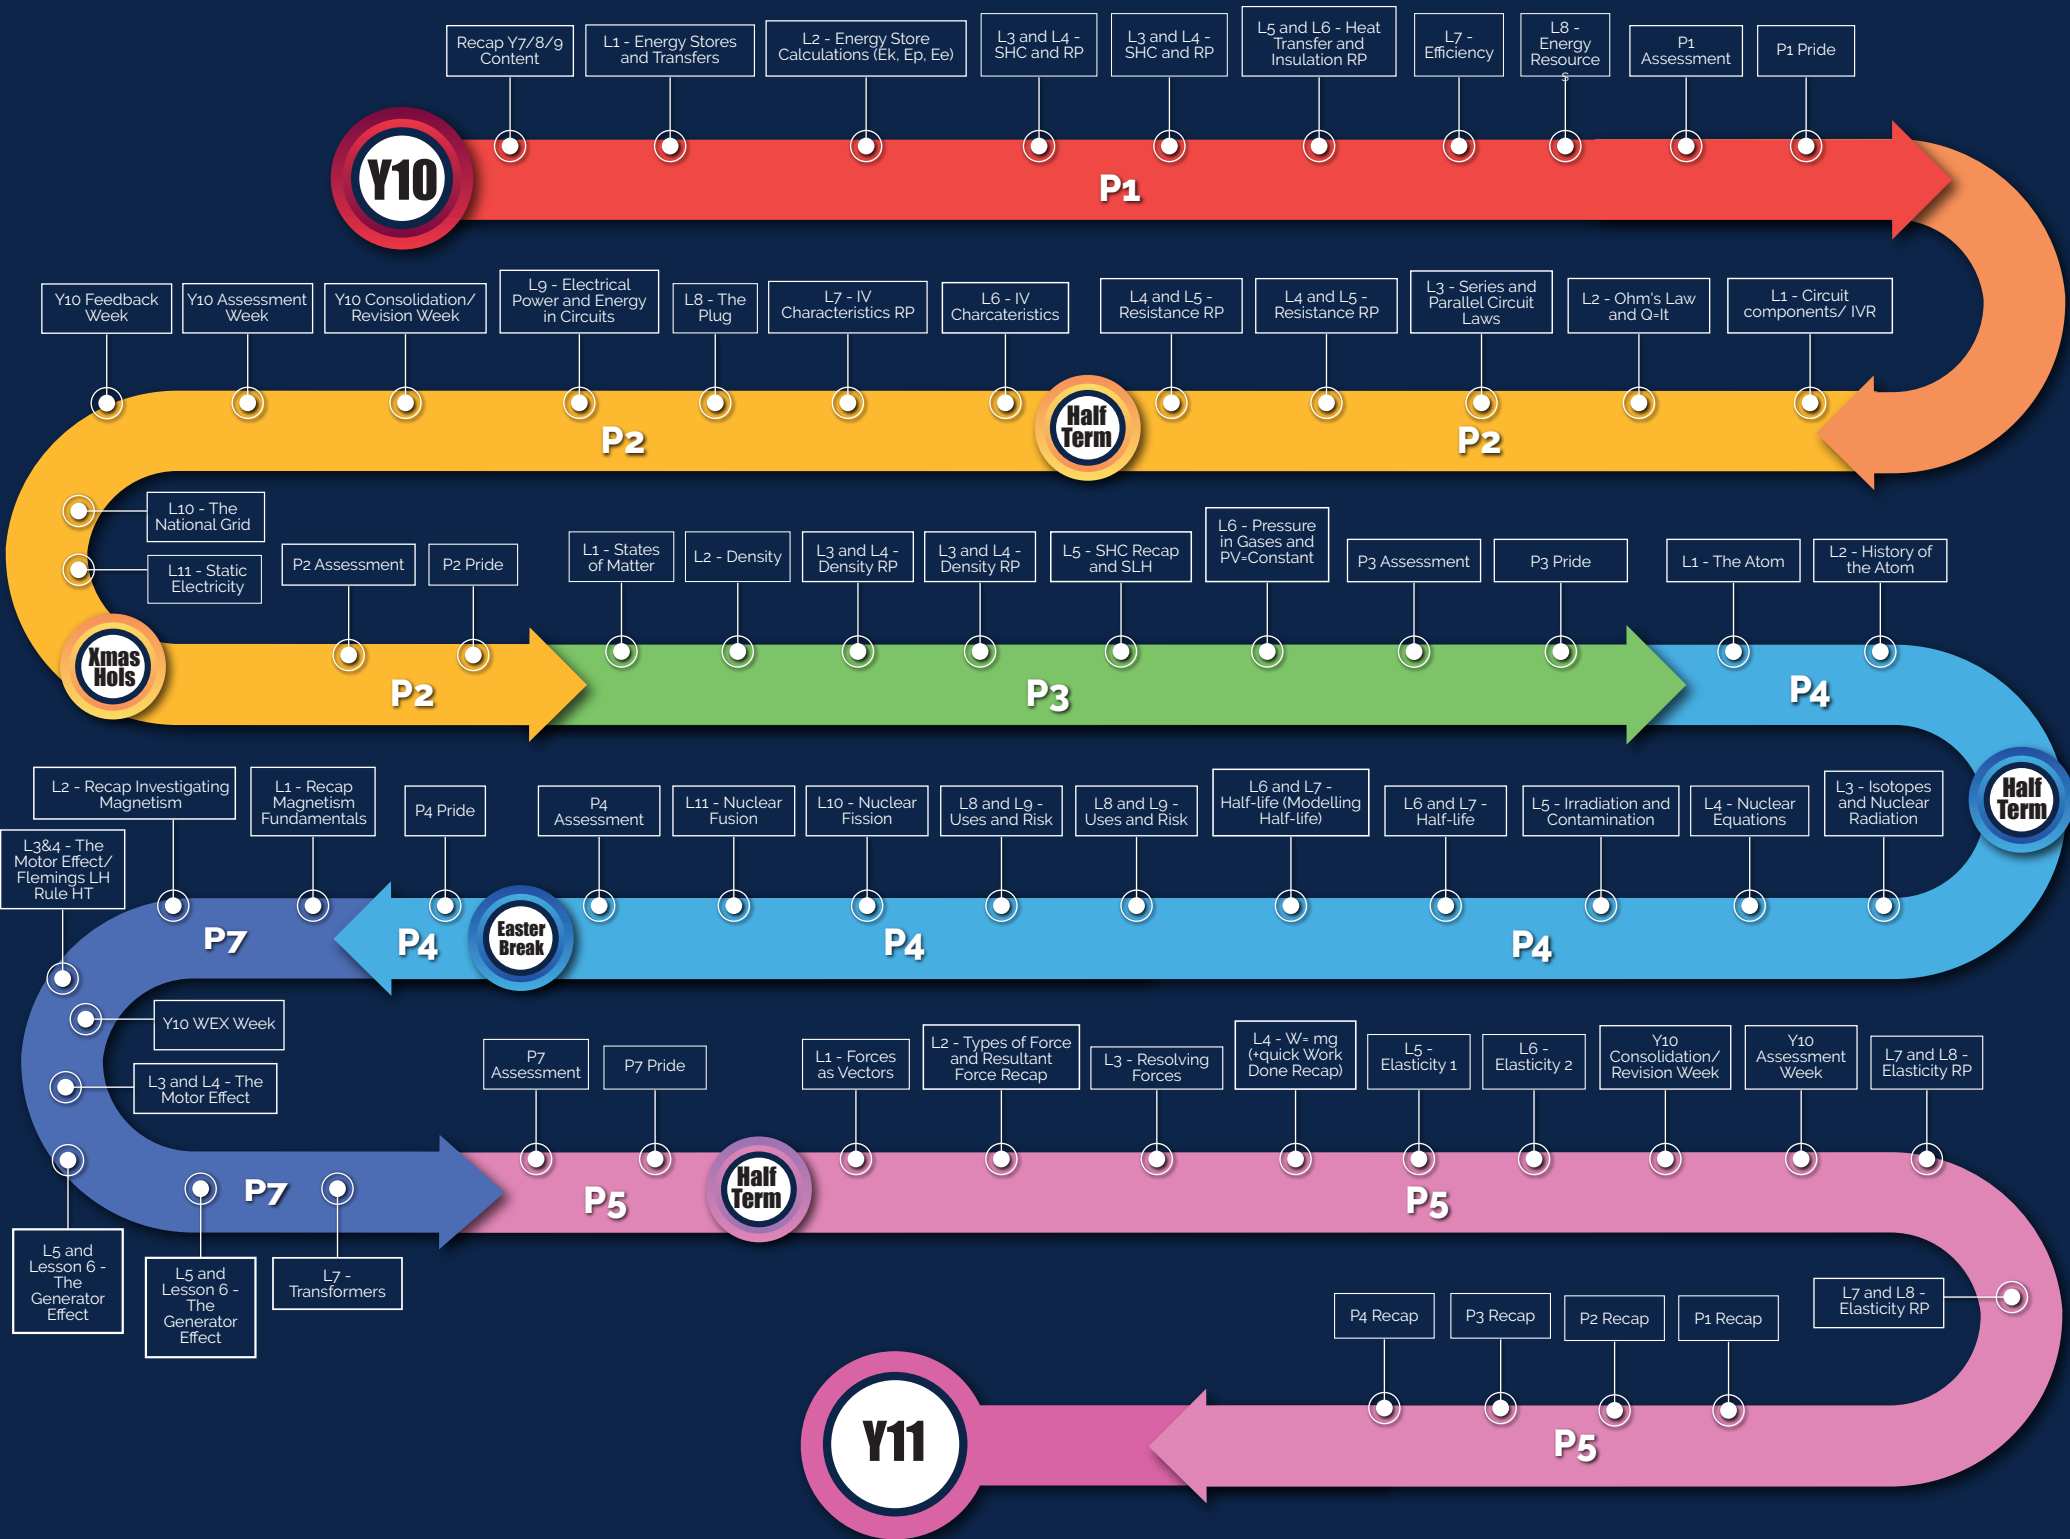 Recap Y7/8/9
Content
L1 - Energy Stores
and Transfers
L2 - Energy Store
Calculations (Ek, Ep, Ee)
L3 and L4 -
SHC and RP
L3 and L4 -
SHC and RP
L5 and L6 - Heat
Transfer and
Insulation RP
L7 -
Efficiency
L8 -
Energy
Resource
s
P1
Assessment
P1 Pride
Y10
P1
Y10 Feedback
Week
Y10 Assessment
Week
Y10 Consolidation/
Revision Week
L9 - Electrical
Power and Energy
in Circuits
L8 - The
Plug
L7 - IV
Characteristics RP
L6 - IV
Charcateristics
L4 and L5 -
Resistance RP
L4 and L5 -
Resistance RP
L3 - Series and
Parallel Circuit
Laws
L2 - Ohm's Law
and Q=It
L1 - Circuit
components/ IVR
P2
Half
Term
P2
L10 - The
National Grid
L11 - Static
Electricity
P2 Assessment
P2 Pride
L1 - States
of Matter
L2 - Density
L3 and L4 -
Density RP
L3 and L4 -
Density RP
L5 - SHC Recap
and SLH
L6 - Pressure
in Gases and
PV=Constant
P3 Assessment
P3 Pride
L1 - The Atom
L2 - History of
the Atom
Xmas
Hols
P2
P3
P4
L2 - Recap Investigating
Magnetism
L1 - Recap
Magnetism
Fundamentals
P4 Pride
P4
Assessment
L11 - Nuclear
Fusion
L10 - Nuclear
Fission
L8 and L9 -
Uses and Risk
L8 and L9 -
Uses and Risk
L6 and L7 -
Half-life (Modelling
Half-life)
L6 and L7 -
Half-life
L5 - Irradiation and
Contamination
L4 - Nuclear
Equations
L3 - Isotopes
and Nuclear
Radiation
Half
Term
L3&4 - The
Motor Effect/
Flemings LH
Rule HT
P7
P4
Easter
Break
P4
P4
Y10 WEX Week
L3 and L4 - The
Motor Effect
P7
Assessment
P7 Pride
L1 - Forces
as Vectors
L2 - Types of Force
and Resultant
Force Recap
L3 - Resolving
Forces
L4 - W= mg
(+quick Work
Done Recap)
L5 -
Elasticity 1
L6 -
Elasticity 2
Y10
Consolidation/
Revision Week
Y10
Assessment
Week
L7 and L8 -
Elasticity RP
P7
P5
Half
Term
P5
L5 and
Lesson 6 -
The
Generator
Effect
L5 and
Lesson 6 -
The
Generator
Effect
L7 -
Transformers
L7 and L8 -
Elasticity RP
P4 Recap
P3 Recap
P2 Recap
P1 Recap
Y11
P5